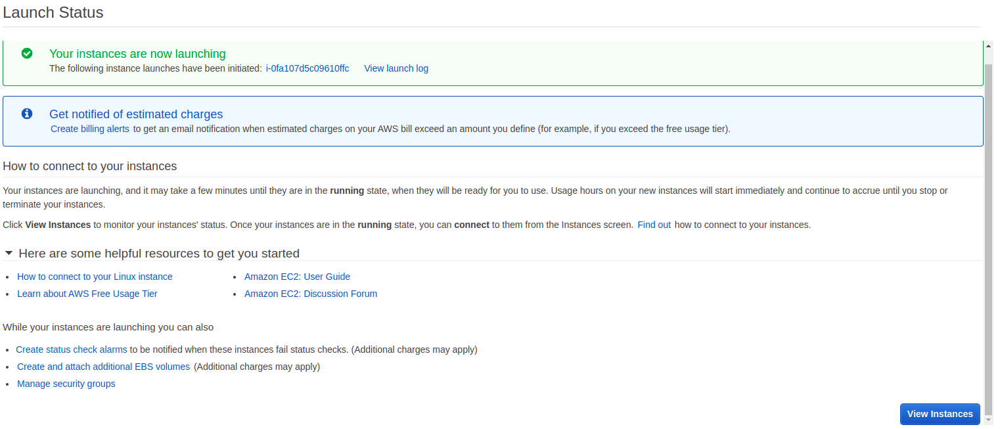 Launch Status
Your instances are now launching
The following instance launches have been initiated: i-0fa107d5c09610ffc View launch log
Get notified of estimated charges
Create billing alerts to get an email notification when estimated charges on your AWS bill exceed an amount you define (for example, if you exceed the free usage tier).
How to connect to your instances
Your instances are launching, and it may take a few minutes until they are in the running state, when they will be ready for you to use. Usage hours on your new instances will start immediately and continue to accrue until you stop or
terminate your instances.
Click View Instances to monitor your instances' status. Once your instances are in the running state, you can connect to them from the Instances screen. Find out how to connect to your instances.
Here are some helpful resources to get you started
• How to connect to your Linux instance • Amazon EC2: User Guide
• Learn about AWS Free Usage Tier • Amazon EC2: Discussion Forum
While your instances are launching you can also
• Create status check alarms to be notified when these instances fail status checks. (Additional charges may apply)
• Create and attach additional EBS volumes (Additional charges may apply)
• Manage security groups
View Instances